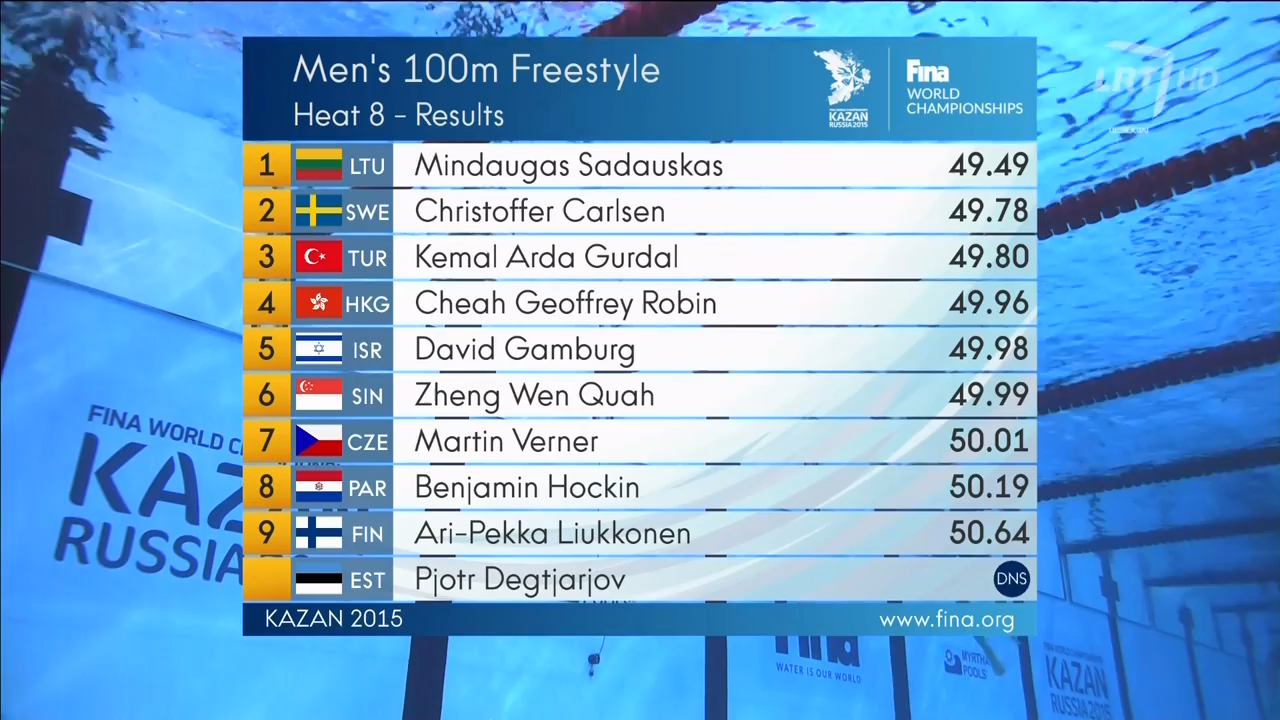 Men's 100m Freestyle
Heat 8 - Results
KAZAN
RUSSIA 2015
Fina
WORLD
CHAMPIONSHIPS
LRT HD
1 LTU Mindaugas Sadauskas 49.49
2 SWE Christoffer Carlsen 49.78
3 TUR Kemal Arda Gurdal 49.80
4 HKG Cheah Geoffrey Robin 49.96
5 ISR David Gamburg 49.98
6 SIN Zheng Wen Quah 49.99
7 CZE Martin Verner 50.01
8 PAR Benjamin Hockin 50.19
9 FIN Ari-Pekka Liukkonen 50.64
EST Pjotr Degtjarjov DNS
KAZAN 2015 www.fina.org
FINA WORLD
KAZ
RUSSIA
Fina
WATER IS OUR WORLD
MYRTHA
POOLS
KAZAN
RUSSIA 2015